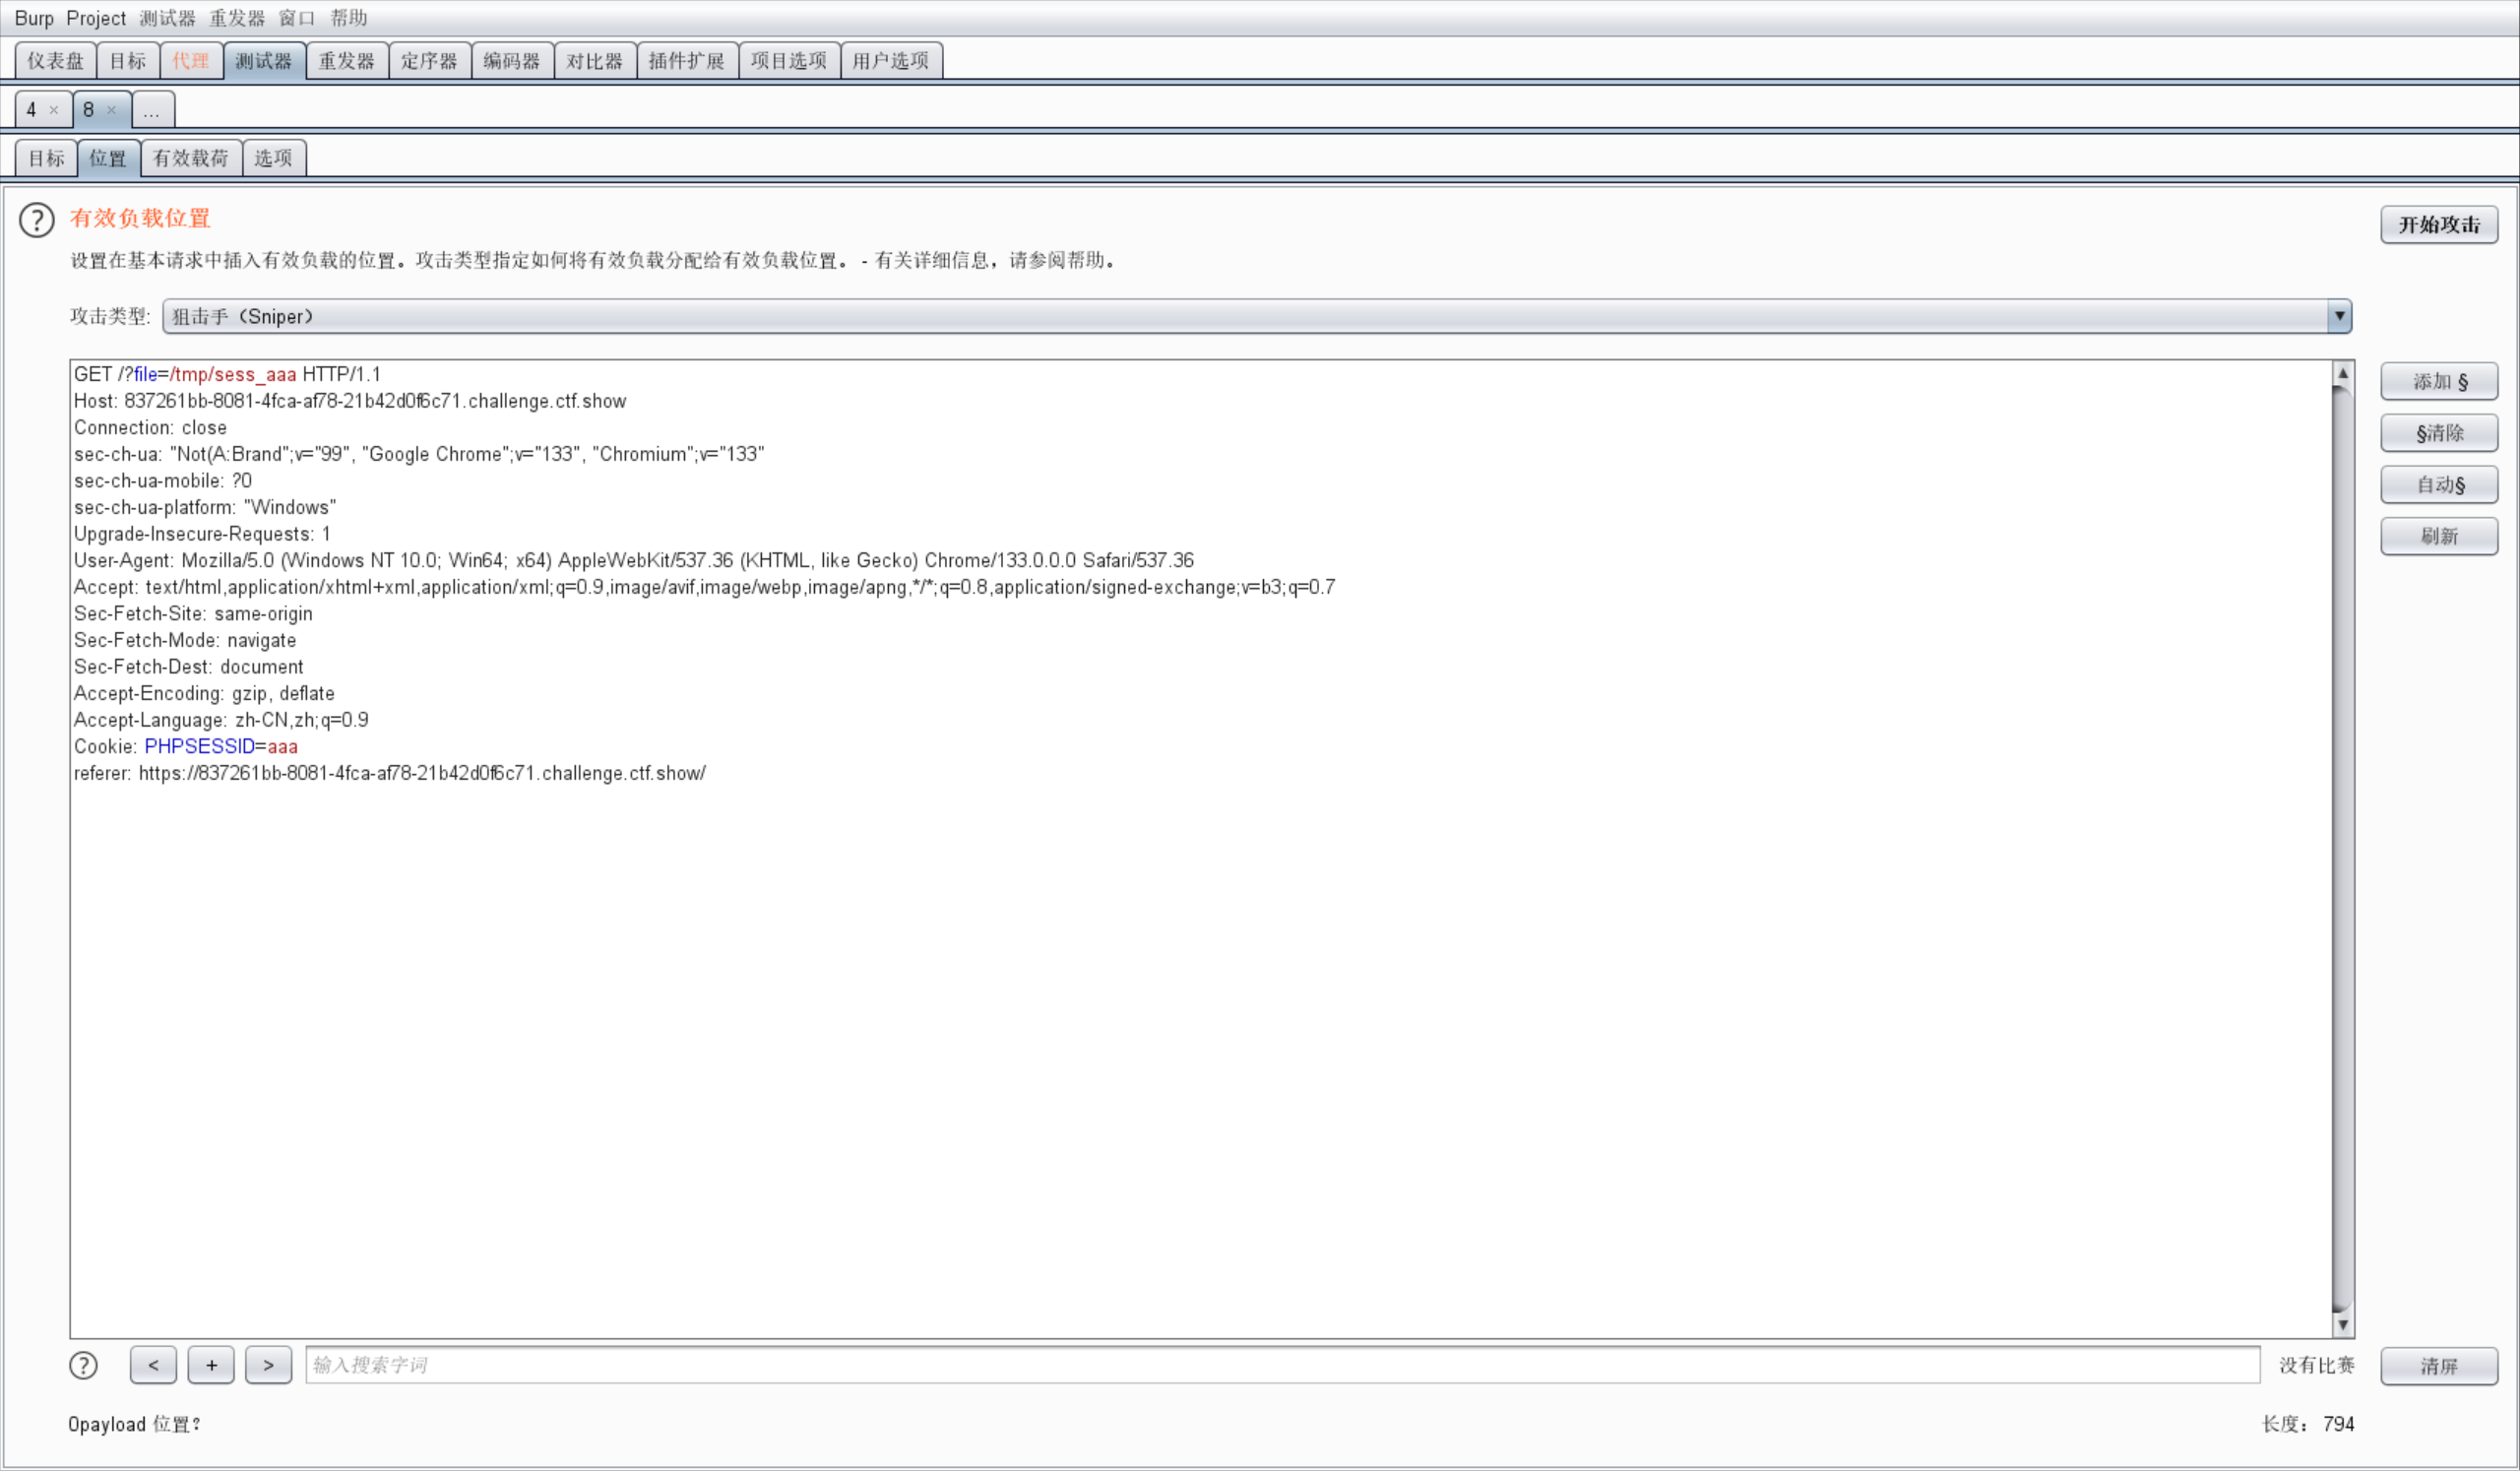 Burp Project 测试器 重发器 窗口 帮助
仪表盘 目标 代理 测试器 重发器 定序器 编码器 对比器 插件扩展 项目选项 用户选项
4 × 8 × ...
目标 位置 有效载荷 选项
? 有效负载位置 开始攻击
设置在基本请求中插入有效负载的位置。攻击类型指定如何将有效负载分配给有效负载位置。 - 有关详细信息，请参阅帮助。
攻击类型: 狙击手（Sniper）
GET /?file=/tmp/sess_aaa HTTP/1.1
Host: 837261bb-8081-4fca-af78-21b42d0f6c71.challenge.ctf.show
Connection: close
sec-ch-ua: "Not(A:Brand";v="99", "Google Chrome";v="133", "Chromium";v="133"
sec-ch-ua-mobile: ?0
sec-ch-ua-platform: "Windows"
Upgrade-Insecure-Requests: 1
User-Agent: Mozilla/5.0 (Windows NT 10.0; Win64; x64) AppleWebKit/537.36 (KHTML, like Gecko) Chrome/133.0.0.0 Safari/537.36
Accept: text/html,application/xhtml+xml,application/xml;q=0.9,image/avif,image/webp,image/apng,*/*;q=0.8,application/signed-exchange;v=b3;q=0.7
Sec-Fetch-Site: same-origin
Sec-Fetch-Mode: navigate
Sec-Fetch-Dest: document
Accept-Encoding: gzip, deflate
Accept-Language: zh-CN,zh;q=0.9
Cookie: PHPSESSID=aaa
referer: https://837261bb-8081-4fca-af78-21b42d0f6c71.challenge.ctf.show/
添加 §
§清除
自动§
刷新
? < + > 输入搜索字词 没有比赛 清屏
0payload 位置? 长度: 794